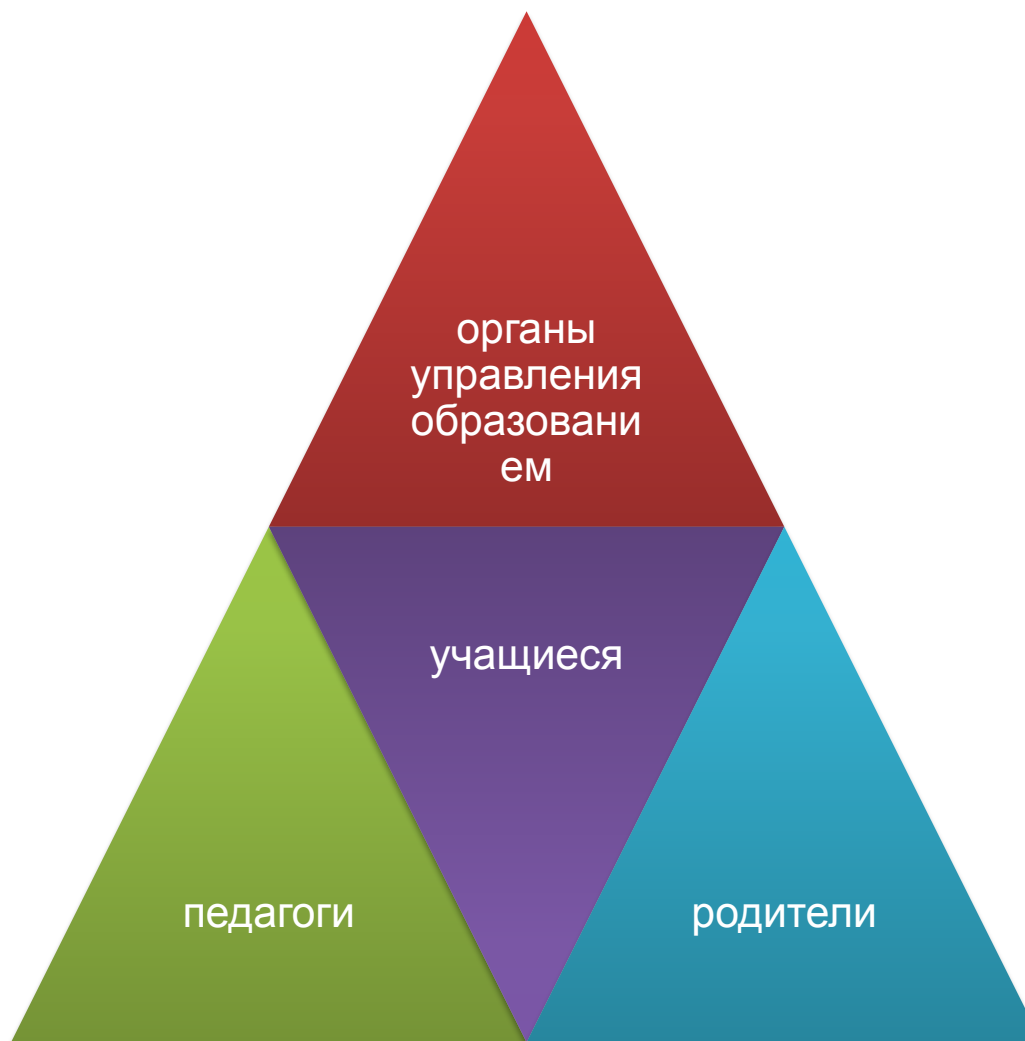 органы
управления
образовани
ем
учащиеся
педагоги
родители